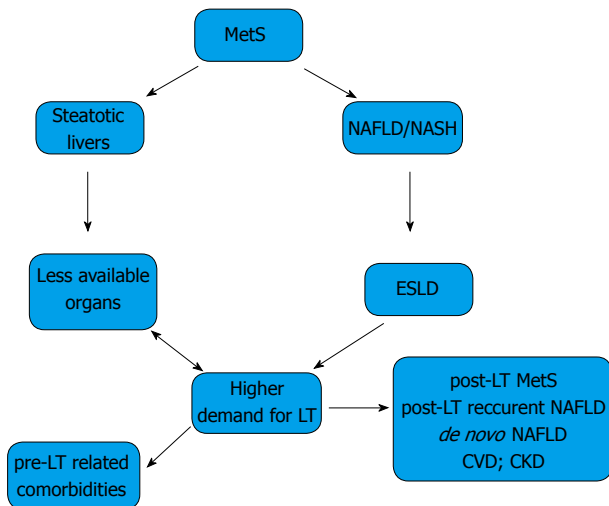 MetS
Steatotic
livers
NAFLD/NASH
Less available
organs
ESLD
Higher
demand for LT
post-LT MetS
post-LT reccurent NAFLD
de novo NAFLD
CVD; CKD
pre-LT related
comorbidities